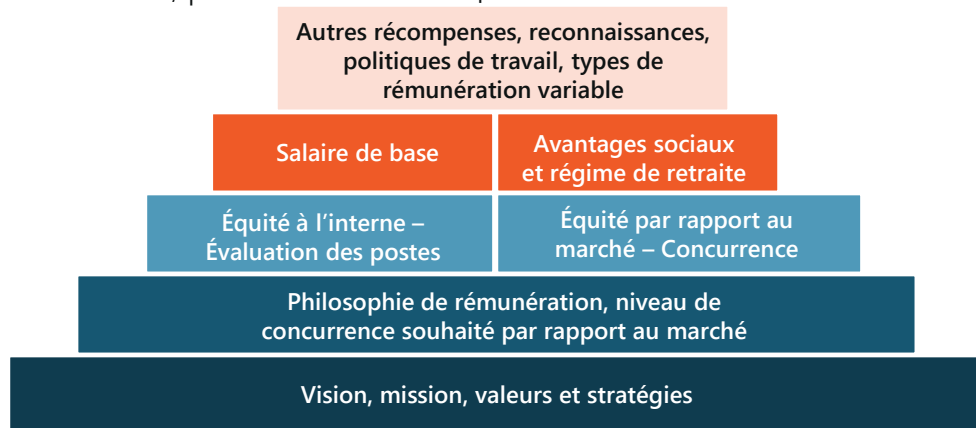 Autres récompenses, reconnaissances,
politiques de travail, types de
rémunération variable
Salaire de base
Avantages sociaux
et régime de retraite
Équité à l’interne –
Évaluation des postes
Équité par rapport au
marché – Concurrence
Philosophie de rémunération, niveau de
concurrence souhaité par rapport au marché
Vision, mission, valeurs et stratégies